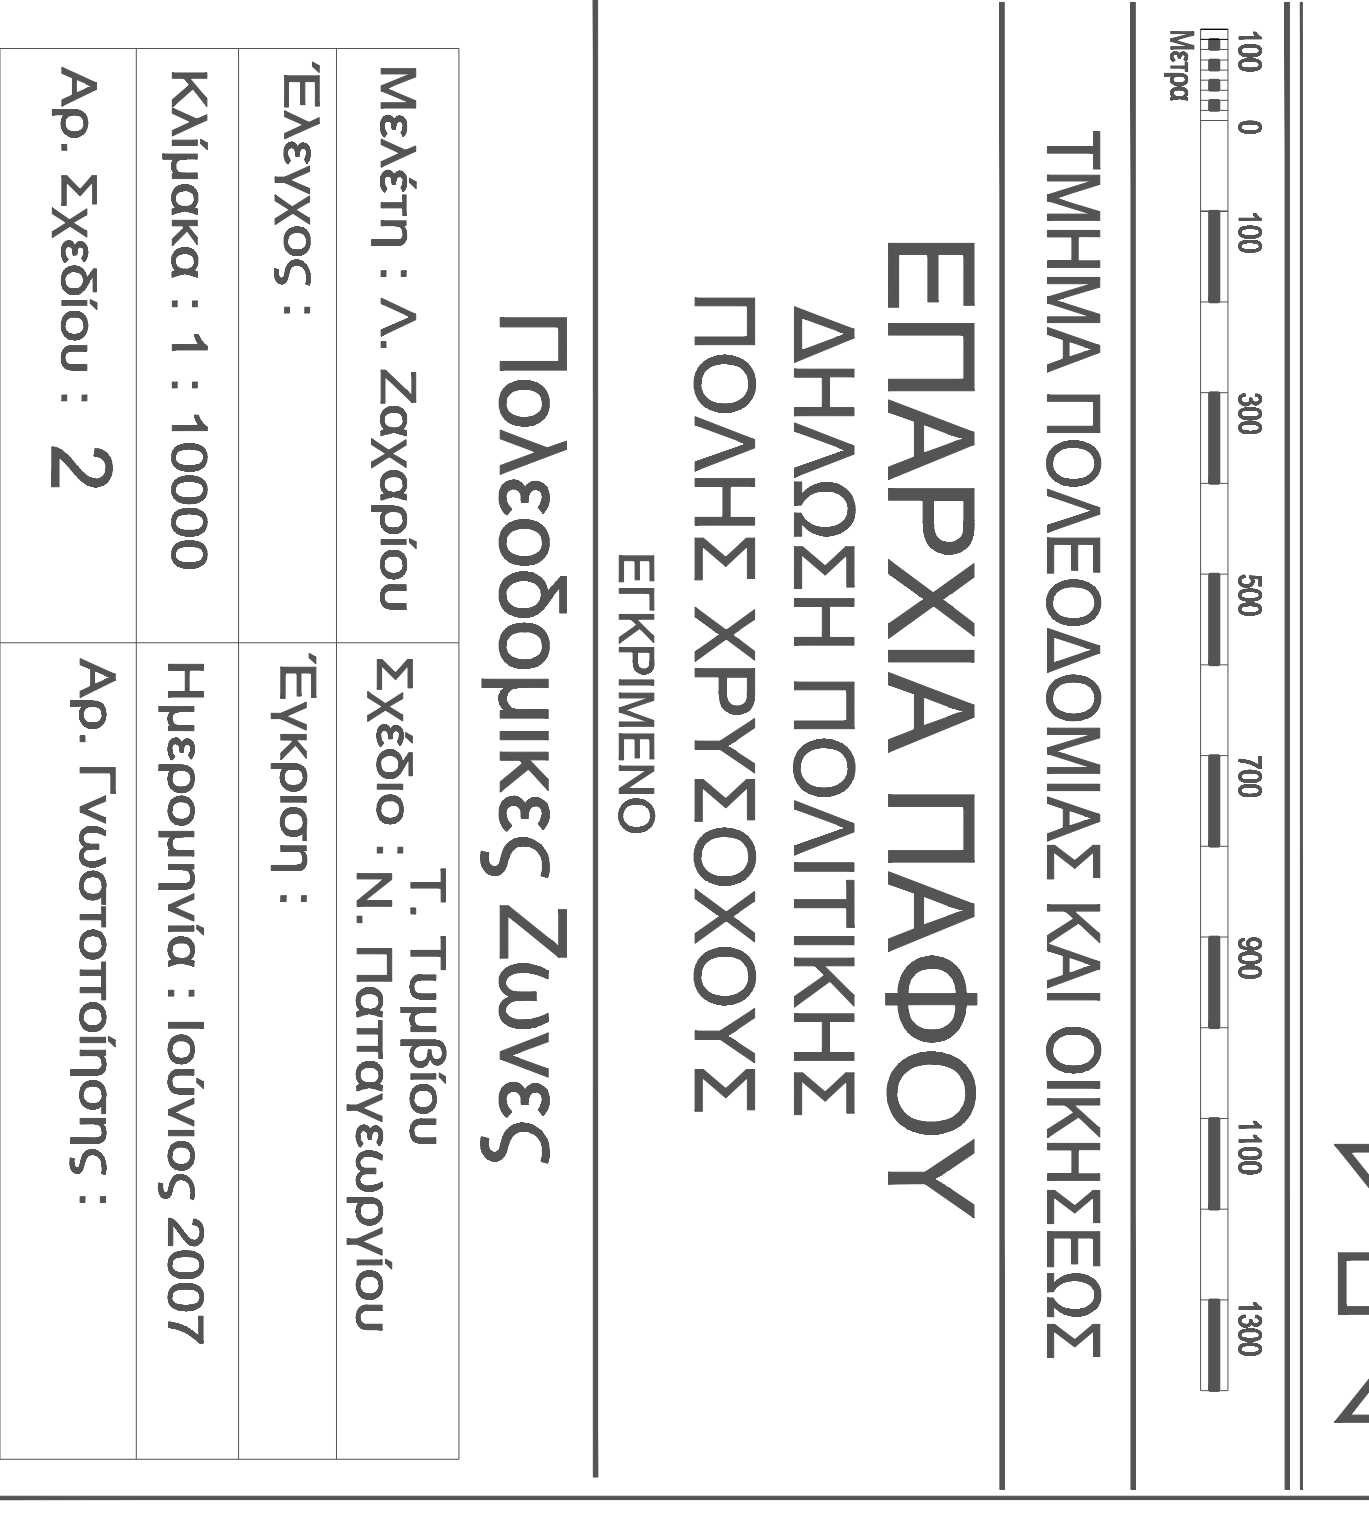 100 0 100 300 500 700 900 1100 1300
Μετρα
ΤΜΗΜΑ ΠΟΛΕΟΔΟΜΙΑΣ ΚΑΙ ΟΙΚΗΣΕΩΣ
ΕΠΑΡΧΙΑ ΠΑΦΟΥ
ΔΗΛΩΣΗ ΠΟΛΙΤΙΚΗΣ
ΠΟΛΗΣ ΧΡΥΣΟΧΟΥΣ
ΕΓΚΡΙΜΕΝΟ
Πολεοδομικες Ζωνες
Μελέτη : Λ. Ζαχαρίου
Σχέδιο : Τ. Τυμβίου
Ν. Παπαγεωργίου
Έλεγχος :
Έγκριση :
Κλίμακα : 1 : 10000
Ημερομηνία : Ιούνιος 2007
Αρ. Σχεδίου : 2
Αρ. Γνωστοποίησης :